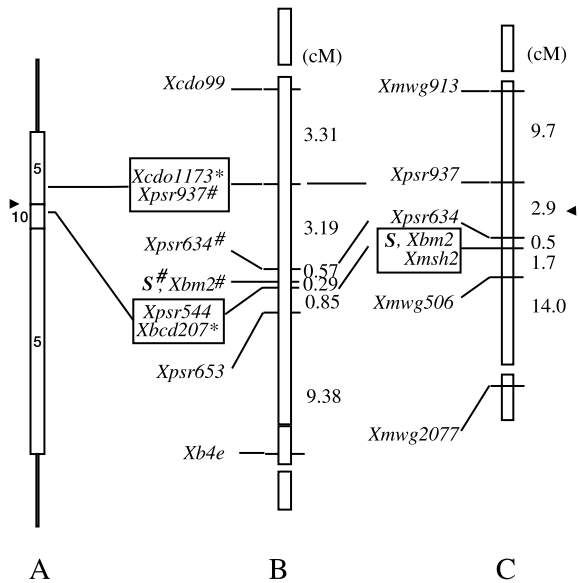 (cM)
(cM)
Xcdo99
Xmwg913
3.31
9.7
5
Xcdo1173*
Xpsr937#
Xpsr937
10
3.19
2.9
Xpsr634#
Xpsr634
0.57
S, Xbm2
0.5
S#, Xbm2#
0.29
Xmsh2
1.7
Xpsr544
0.85
Xmwg506
14.0
Xbcd207*
5
Xpsr653
9.38
Xmwg2077
Xb4e
A
B
C